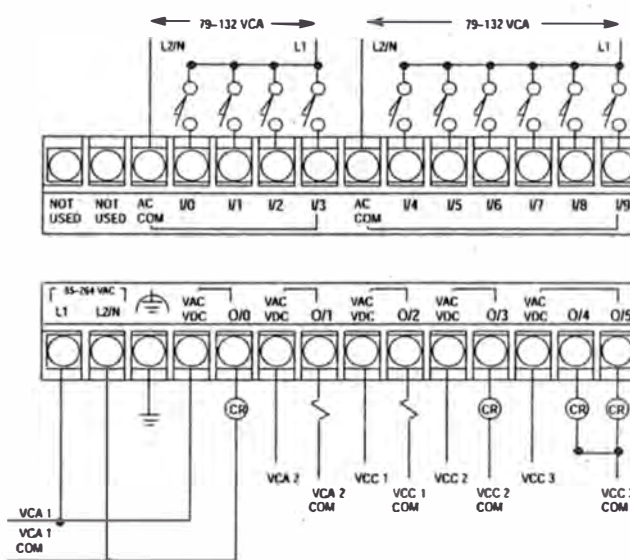 79-132 VCA 79-132 VCA
L2/N L1 L2/N L1
NOT USED NOT USED AC COM I/0 I/1 I/2 I/3 AC COM I/4 I/5 I/6 I/7 I/8 I/9
85-264 VAC
L1 L2/N VAC VDC O/0 VAC VDC O/1 VAC VDC O/2 VAC VDC O/3 VAC VDC O/4 O/5
CR CR CR CR
VCA 2 VCA 2 COM VCC 1 VCC 1 COM VCC 2 VCC 2 COM VCC 3 VCC COM
VCA 1
VCA 1 COM